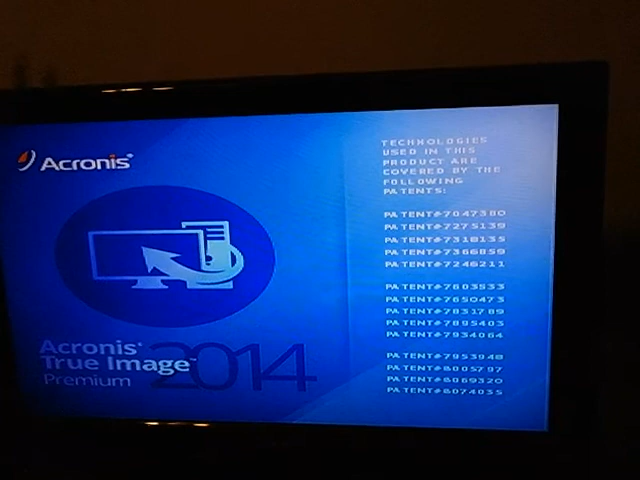 Acronis®
TECHNOLOGIES
USED IN THIS
PRODUCT ARE
COVERED BY THE
FOLLOWING
PATENTS:
PATENT#7047380
PATENT#7275139
PATENT#7318135
PATENT#7366859
PATENT#7246211
PATENT#7603533
PATENT#7650473
PATENT#7831789
PATENT#7895403
PATENT#7934064
PATENT#7953948
PATENT#8005797
PATENT#8069320
PATENT#8074035
Acronis®
True Image™
Premium
2014